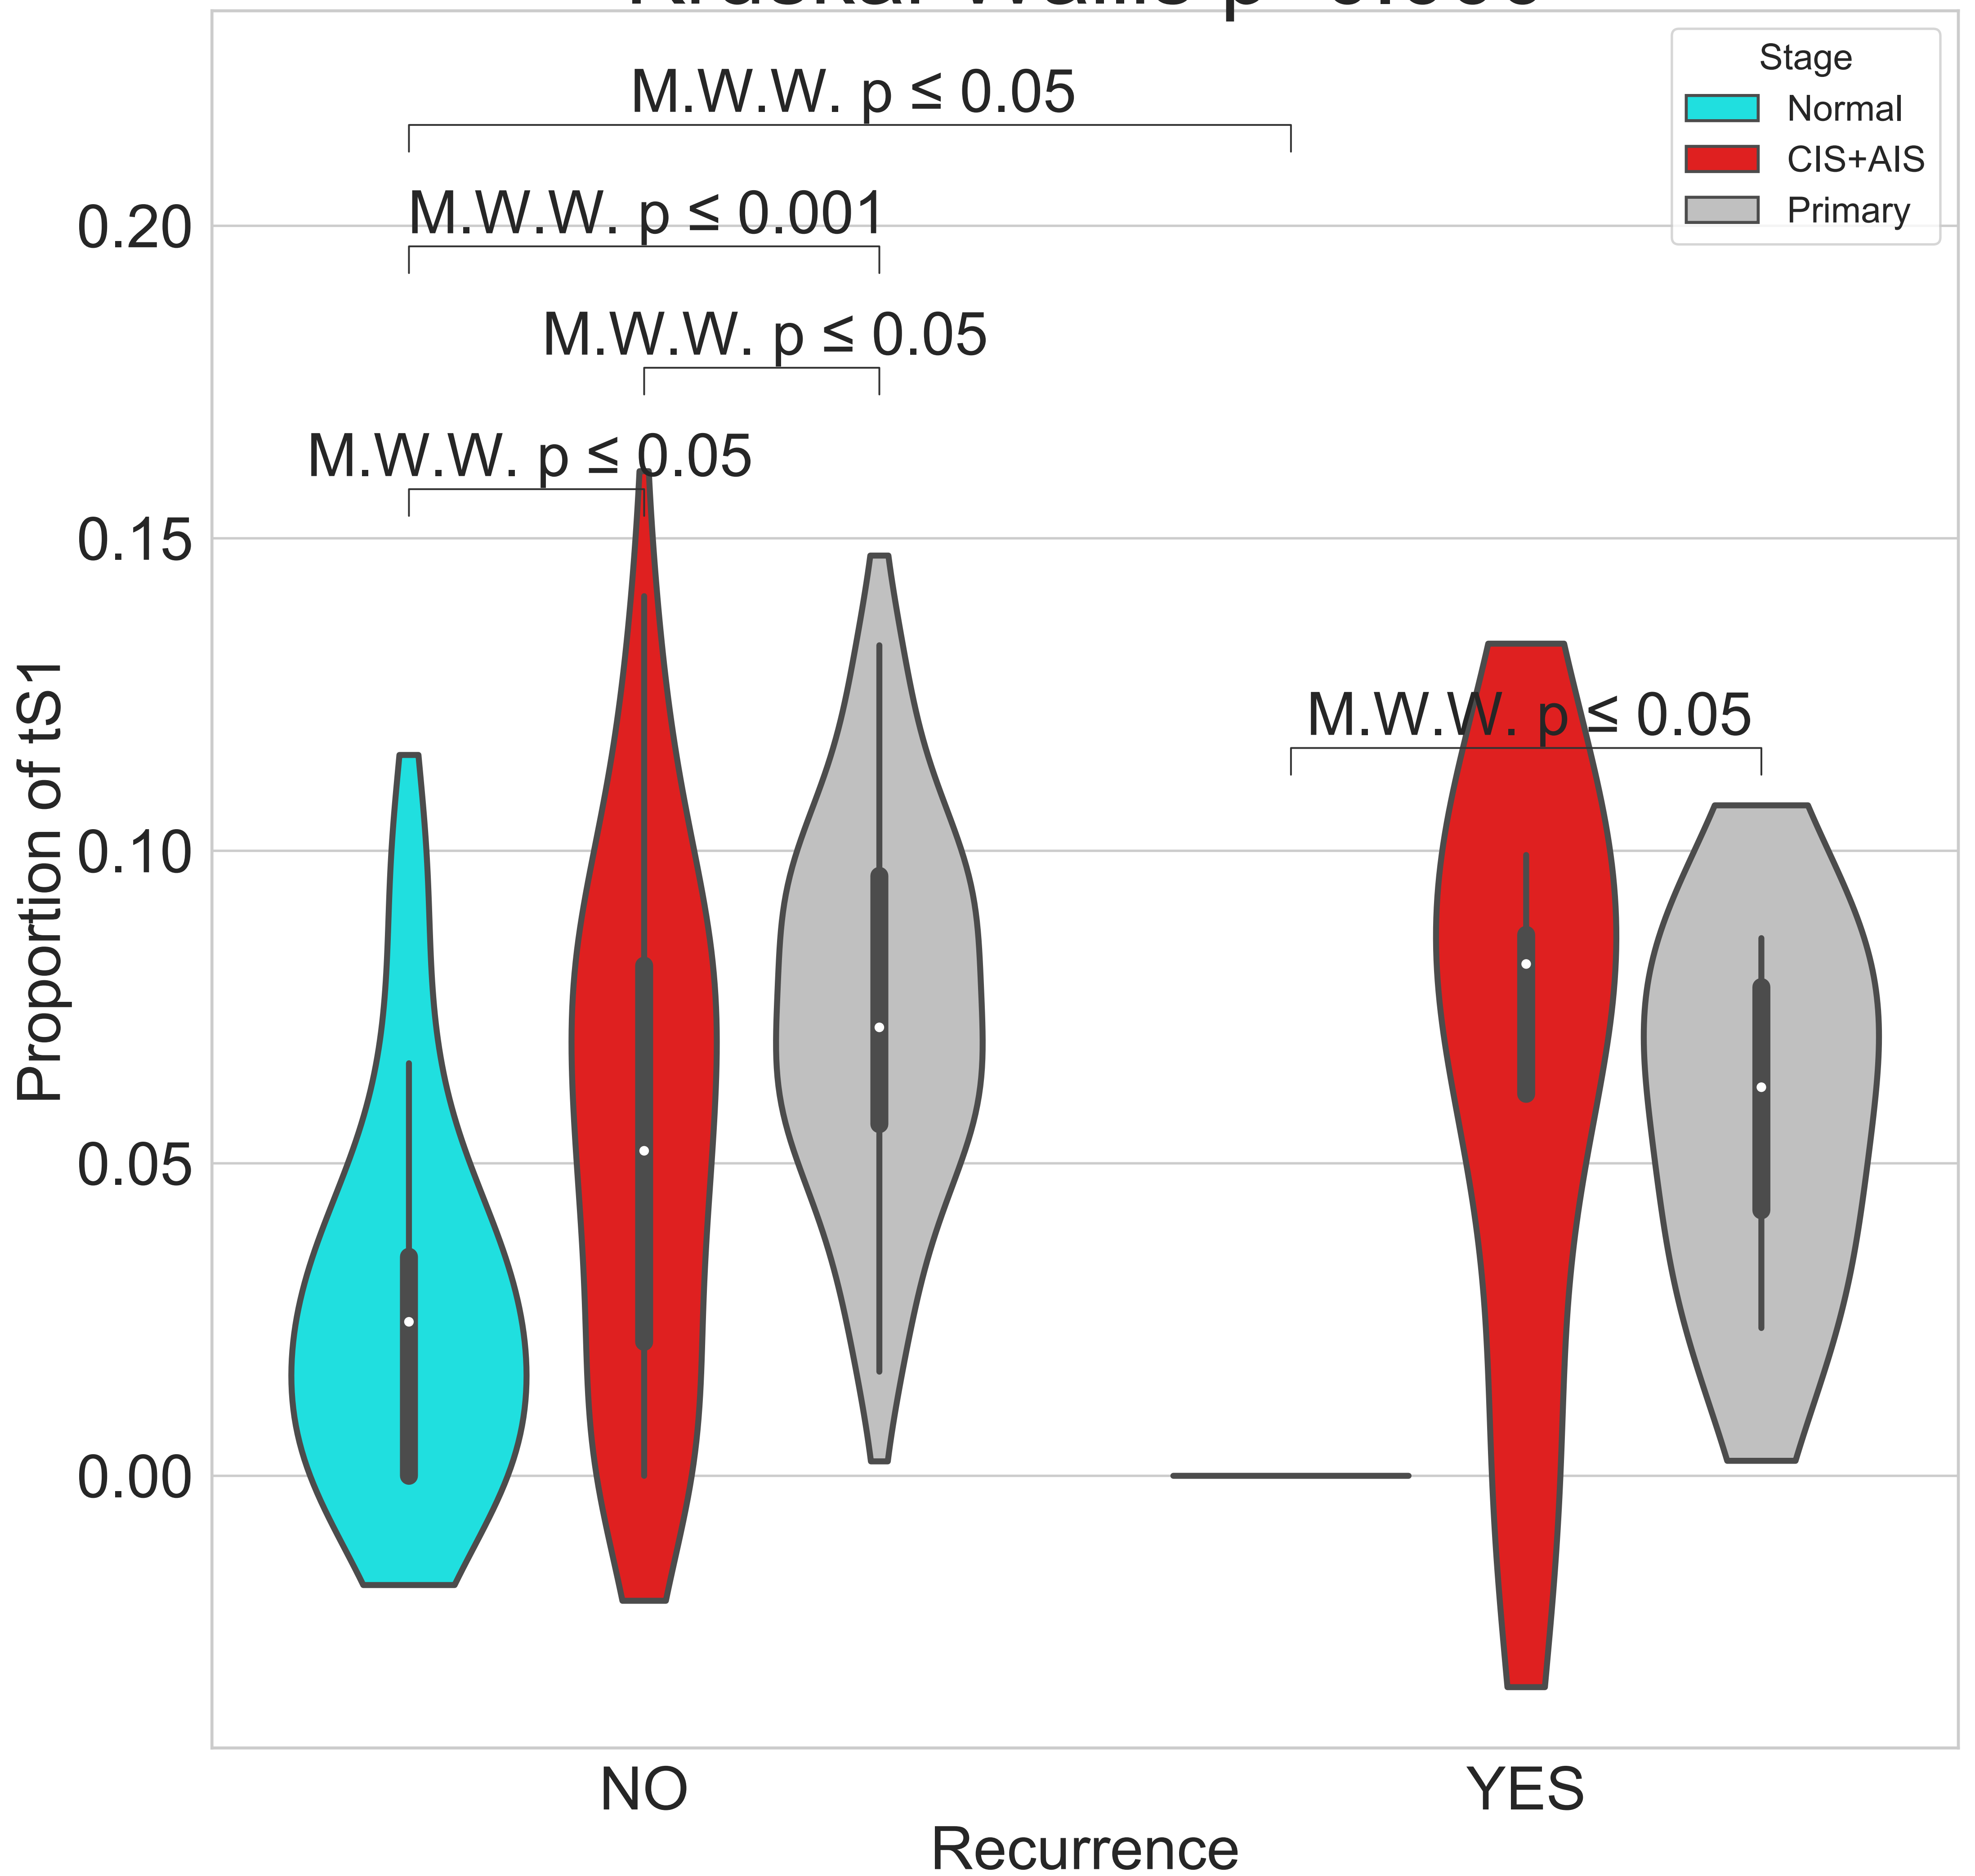 M.W.W. p ≤ 0.05
Stage
Normal
CIS+AIS
Primary
M.W.W. p ≤ 0.001
0.20
M.W.W. p ≤ 0.05
M.W.W. p ≤ 0.05
0.15
M.W.W. p ≤ 0.05
0.10
0.05
0.00
Proportion of tS1
NO
YES
Recurrence